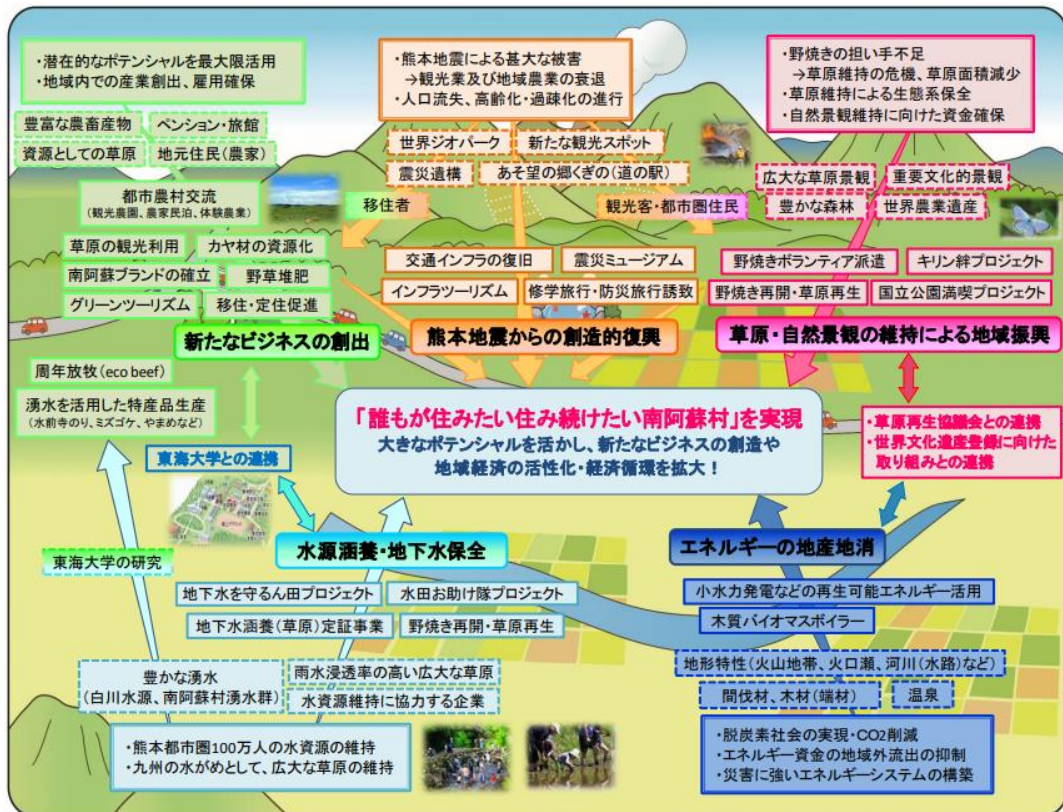 ・潜在的なポテンシャルを最大限活用
・地域内での産業創出、雇用確保
豊富な農畜産物
ペンション・旅館
資源としての草原
地元住民(農家)
都市農村交流
(観光農園、農家民泊、体験農業)
草原の観光利用
カヤ材の資源化
南阿蘇ブランドの確立
野草堆肥
グリーンツーリズム
移住・定住促進
新たなビジネスの創出
周年放牧(eco beef)
湧水を活用した特産品生産
(水前寺のり、ミズゴケ、やまめなど)
・熊本地震による甚大な被害
→観光業及び地域農業の衰退
・人口流失、高齢化・過疎化の進行
世界ジオパーク
新たな観光スポット
震災遺構
あそ望の郷くぎの(道の駅)
移住者
観光客・都市圏住民
交通インフラの復旧
震災ミュージアム
インフラツーリズム
修学旅行・防災旅行誘致
熊本地震からの創造的復興
・野焼きの担い手不足
→草原維持の危機、草原面積減少
・草原維持による生態系保全
・自然景観維持に向けた資金確保
広大な草原景観
重要文化的景観
豊かな森林
世界農業遺産
野焼きボランティア派遣
キリン絆プロジェクト
野焼き再開・草原再生
国立公園満喫プロジェクト
草原・自然景観の維持による地域振興
・草原再生協議会との連携
・世界文化遺産登録に向けた
取り組みとの連携
「誰もが住みたい住み続けたい南阿蘇村」を実現
大きなポテンシャルを活かし、新たなビジネスの創造や
地域経済の活性化・経済循環を拡大！
東海大学との連携
東海大学の研究
水源涵養・地下水保全
地下水を守るん田プロジェクト
水田お助け隊プロジェクト
地下水涵養(草原)定証事業
野焼き再開・草原再生
豊かな湧水
(白川水源、南阿蘇村湧水群)
雨水浸透率の高い広大な草原
水資源維持に協力する企業
・熊本都市圏100万人の水資源の維持
・九州の水がめとして、広大な草原の維持
エネルギーの地産地消
小水力発電などの再生可能エネルギー活用
木質バイオマスボイラー
地形特性(火山地帯、火口瀬、河川(水路)など)
間伐材、木材(端材)
温泉
・脱炭素社会の実現・CO2削減
・エネルギー資金の地域外流出の抑制
・災害に強いエネルギーシステムの構築